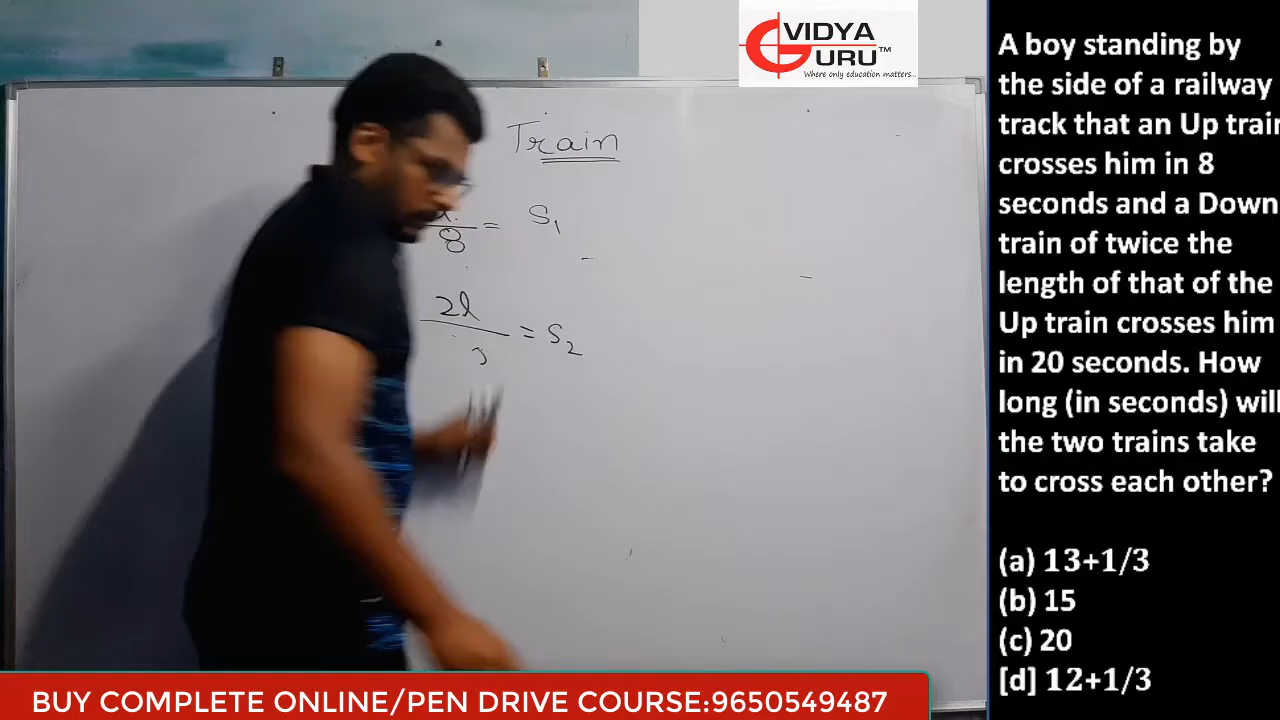 VIDYA
GURU™
Where only education matters...
Train
8 = S1
2l
= S2
A boy standing by
the side of a railway
track that an Up train
crosses him in 8
seconds and a Down
train of twice the
length of that of the
Up train crosses him
in 20 seconds. How
long (in seconds) will
the two trains take
to cross each other?
(a) 13+1/3
(b) 15
(c) 20
[d] 12+1/3
BUY COMPLETE ONLINE/PEN DRIVE COURSE:9650549487